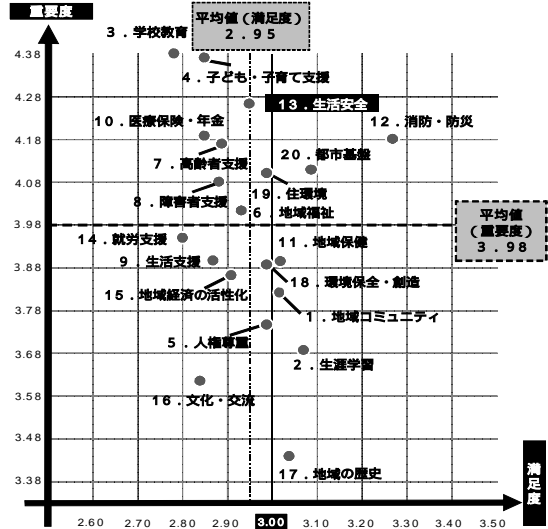 重要度
平均値（満足度）
２．９５
３．学校教育
4.38
４．子ども・子育て支援
4.28
１３．生活安全
１０．医療保険・年金
１２．消防・防災
4.18
２０．都市基盤
７．高齢者支援
4.08
１９．住環境
８．障害者支援
６．地域福祉
平均値
（重要度）
３．９８
3.98
１４．就労支援
１１．地域保健
９．生活支援
3.88
１８．環境保全・創造
１５．地域経済の活性化
3.78
１．地域コミュニティ
５．人権尊重
3.68
２．生涯学習
3.58
１６．文化・交流
3.48
１７．地域の歴史
3.38
満足度
2.60 2.70 2.80 2.90 3.00 3.10 3.20 3.30 3.40 3.50